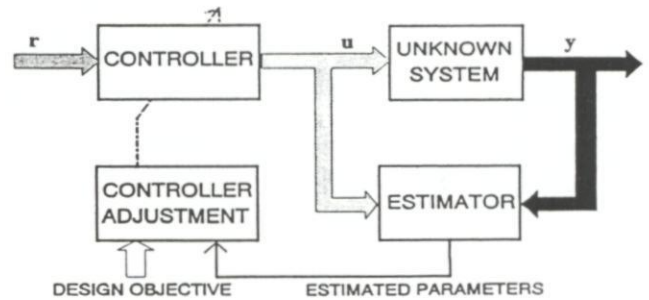 r
CONTROLLER
u
UNKNOWN
SYSTEM
y
CONTROLLER
ADJUSTMENT
ESTIMATOR
DESIGN OBJECTIVE
ESTIMATED PARAMETERS